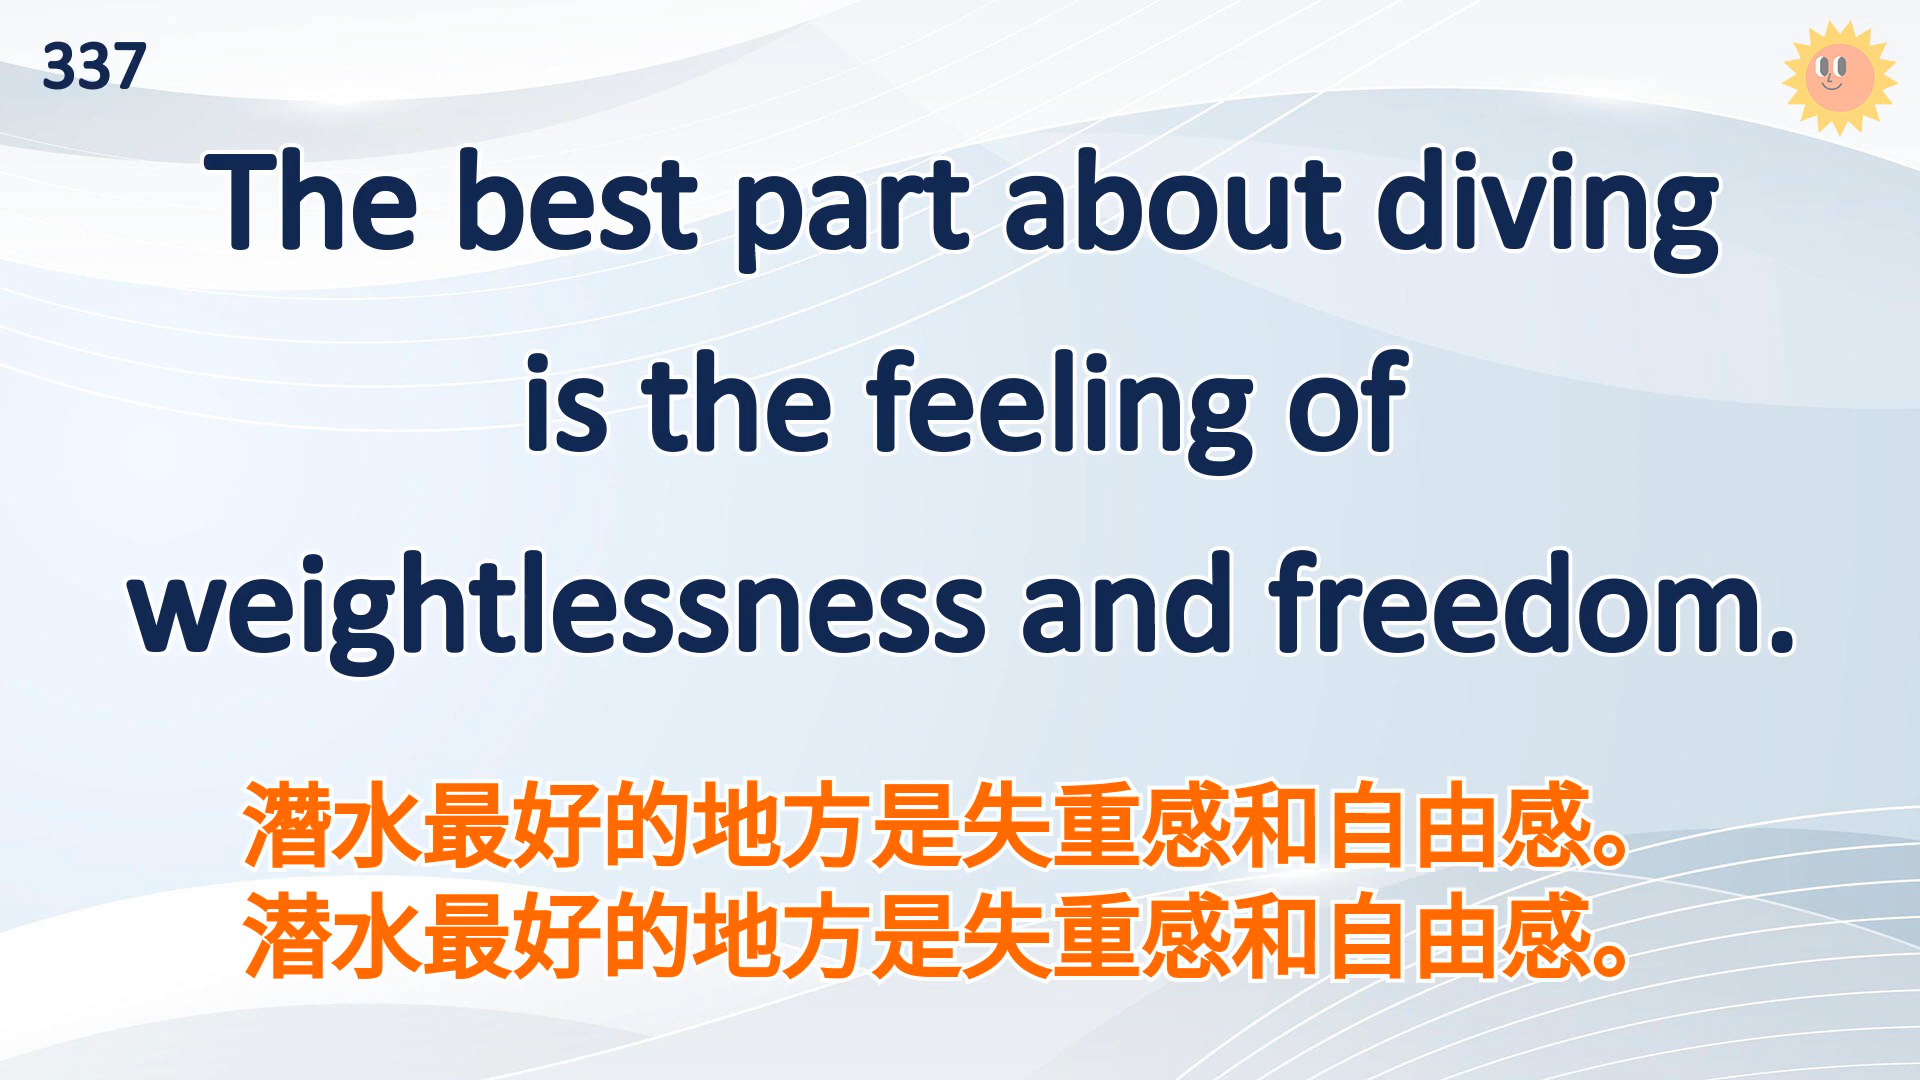 337
The best part about diving
is the feeling of
weightlessness and freedom.
潛水最好的地方是失重感和自由感。
潜水最好的地方是失重感和自由感。